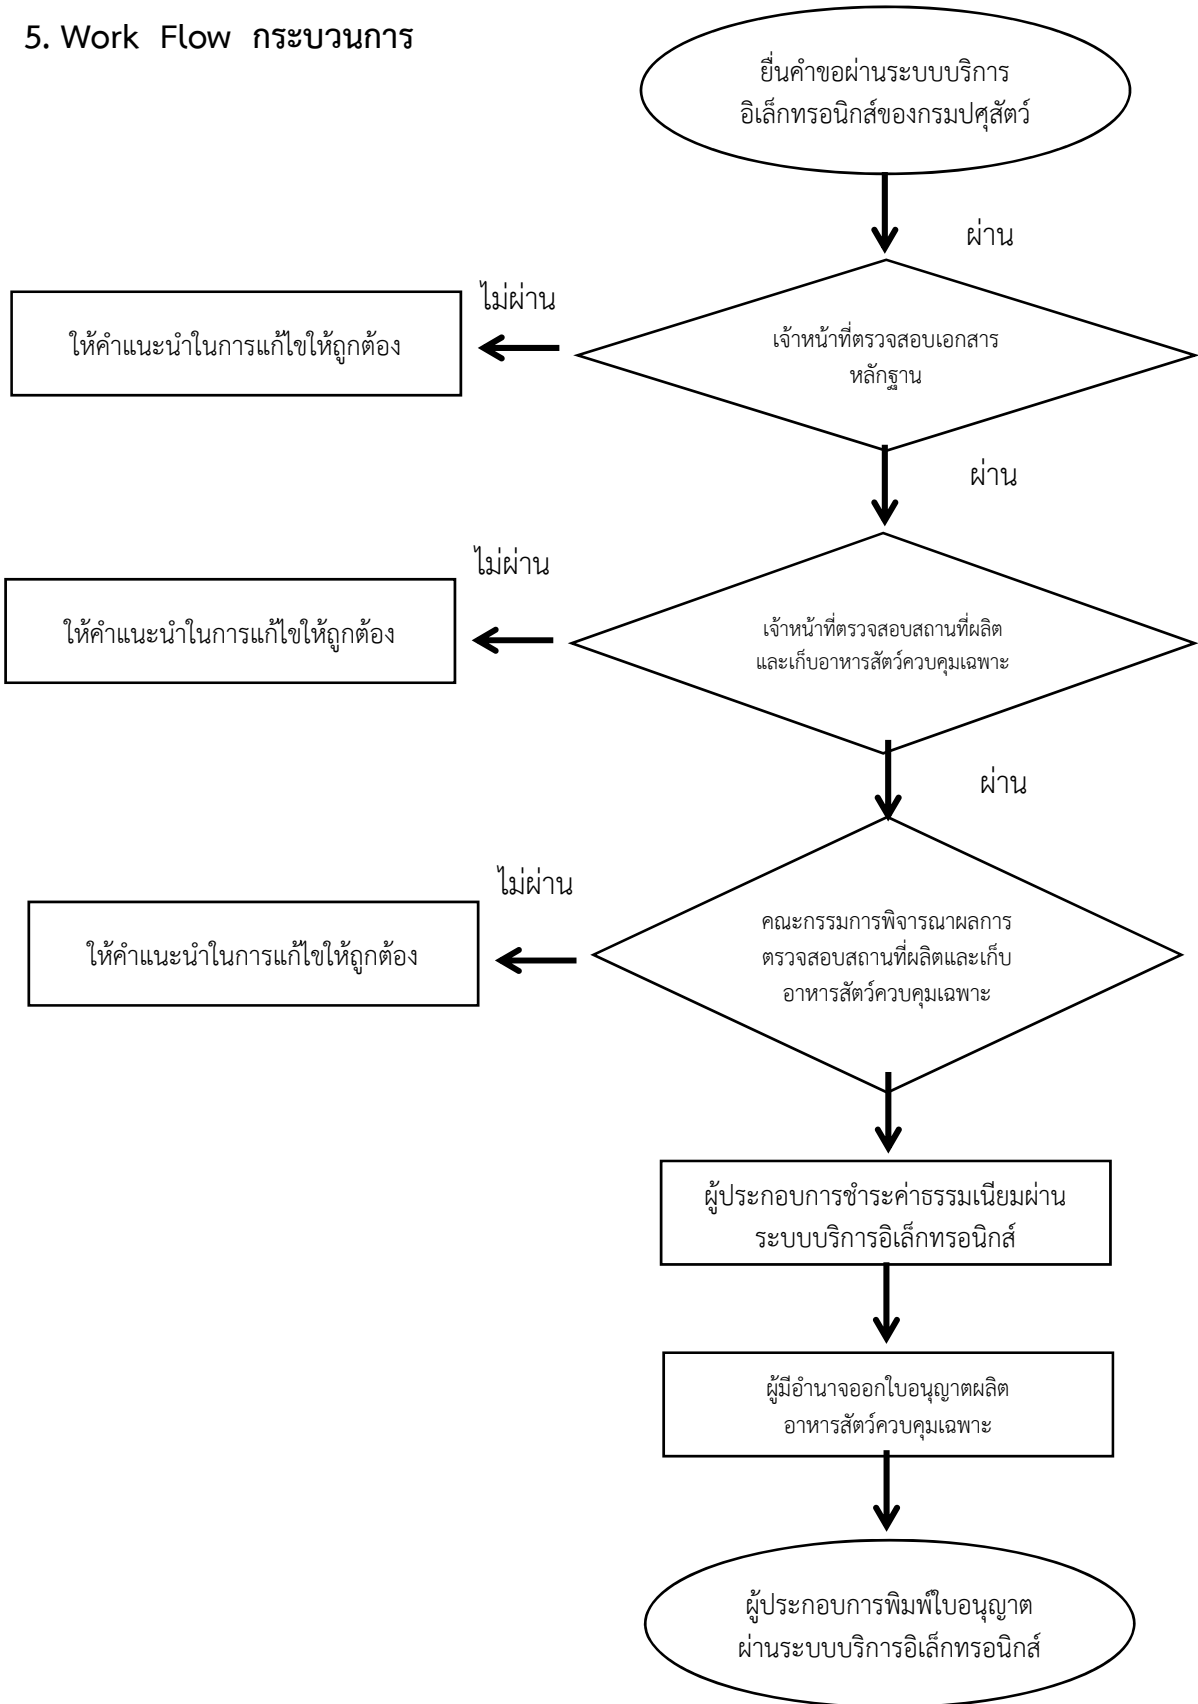 5. Work Flow กระบวนการ
ยื่นคำขอผ่านระบบบริการ
อิเล็กทรอนิกส์ของกรมปศุสัตว์
ผ่าน
ไม่ผ่าน
ให้คำแนะนำในการแก้ไขให้ถูกต้อง
เจ้าหน้าที่ตรวจสอบเอกสาร
หลักฐาน
ผ่าน
ไม่ผ่าน
ให้คำแนะนำในการแก้ไขให้ถูกต้อง
เจ้าหน้าที่ตรวจสอบสถานที่ผลิต
และเก็บอาหารสัตว์ควบคุมเฉพาะ
ผ่าน
ไม่ผ่าน
ให้คำแนะนำในการแก้ไขให้ถูกต้อง
คณะกรรมการพิจารณาผลการ
ตรวจสอบสถานที่ผลิตและเก็บ
อาหารสัตว์ควบคุมเฉพาะ
ผู้ประกอบการชำระค่าธรรมเนียมผ่าน
ระบบบริการอิเล็กทรอนิกส์
ผู้มีอำนาจออกใบอนุญาตผลิต
อาหารสัตว์ควบคุมเฉพาะ
ผู้ประกอบการพิมพ์ใบอนุญาต
ผ่านระบบบริการอิเล็กทรอนิกส์